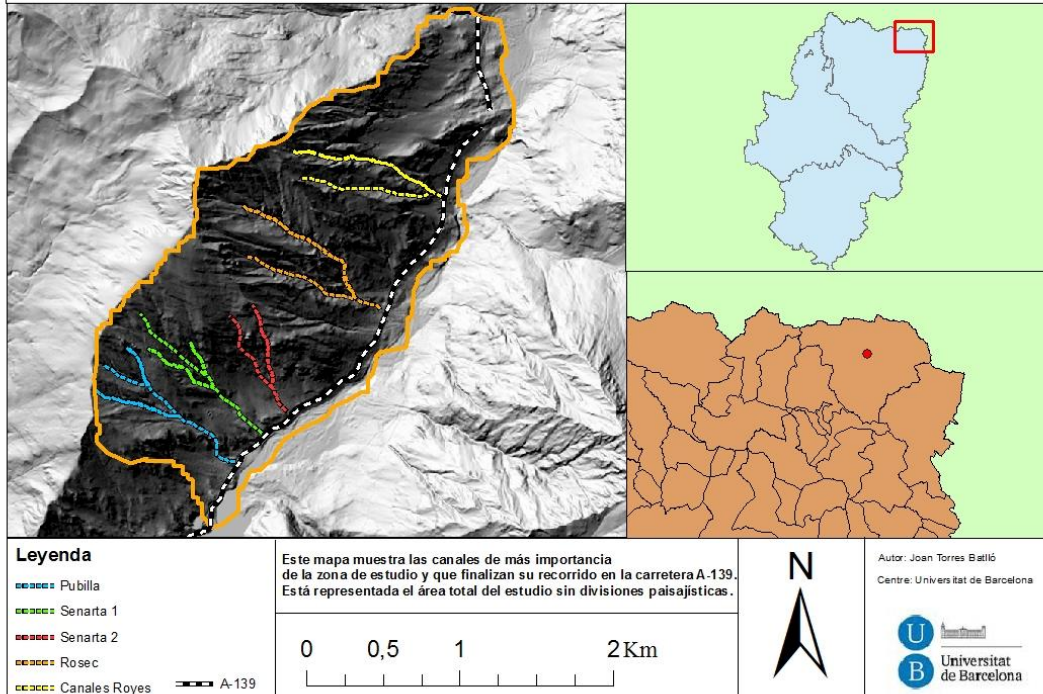 Leyenda
Pubilla
Senarta 1
Senarta 2
Rosec
Canales Royes
A-139
Este mapa muestra las canales de más importancia
de la zona de estudio y que finalizan su recorrido en la carretera A-139.
Está representada el área total del estudio sin divisiones paisajísticas.
0 0,5 1 2 Km
N
Autor: Joan Torres Batlló
Centre: Universitat de Barcelona
U
B
Universitat
de Barcelona